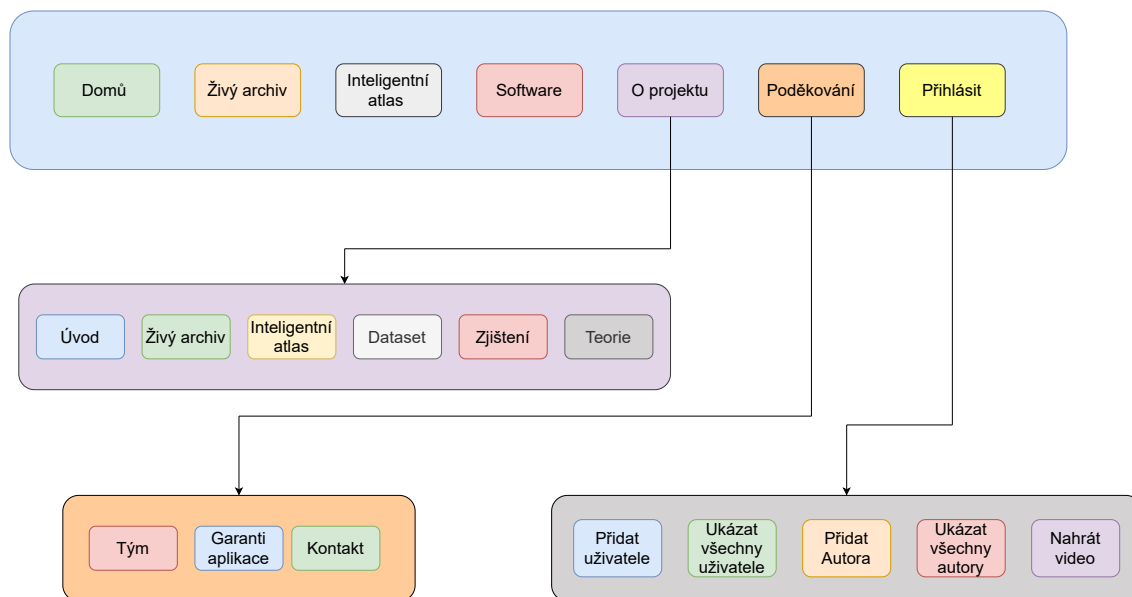 Domů
Živý archiv
Inteligentní
atlas
Software
O projektu
Poděkování
Přihlásit
Úvod
Živý archiv
Inteligentní
atlas
Dataset
Zjištení
Teorie
Tým
Garanti
aplikace
Kontakt
Přidat
uživatele
Ukázat
všechny
uživatele
Přidat
Autora
Ukázat
všechny
autory
Nahrát
video